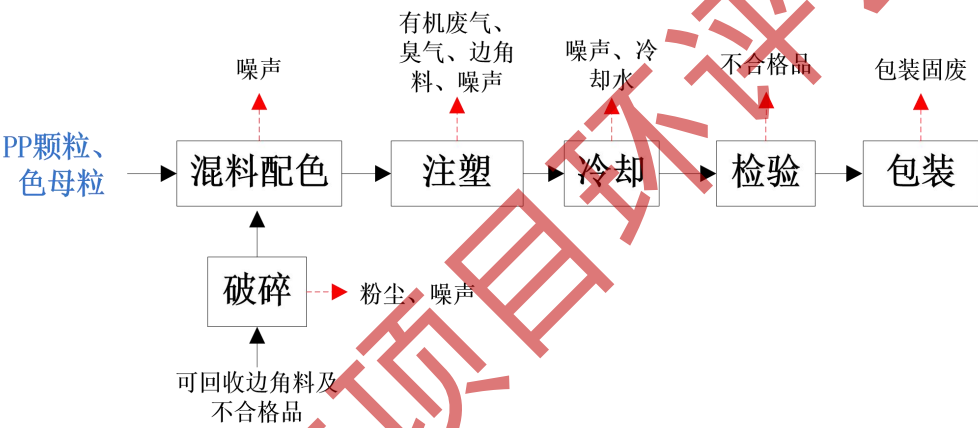 有机废气、
臭气、边角
料、噪声
噪声
噪声、冷
却水
不合格品
包装固废
PP颗粒、
色母粒
混料配色
注塑
冷却
检验
包装
破碎
粉尘、噪声
可回收边角料及
不合格品
项目环评